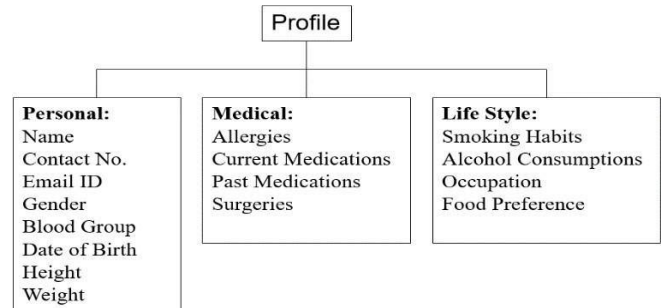 Profile
Personal:
Name
Contact No.
Email ID
Gender
Blood Group
Date of Birth
Height
Weight
Medical:
Allergies
Current Medications
Past Medications
Surgeries
Life Style:
Smoking Habits
Alcohol Consumptions
Occupation
Food Preference